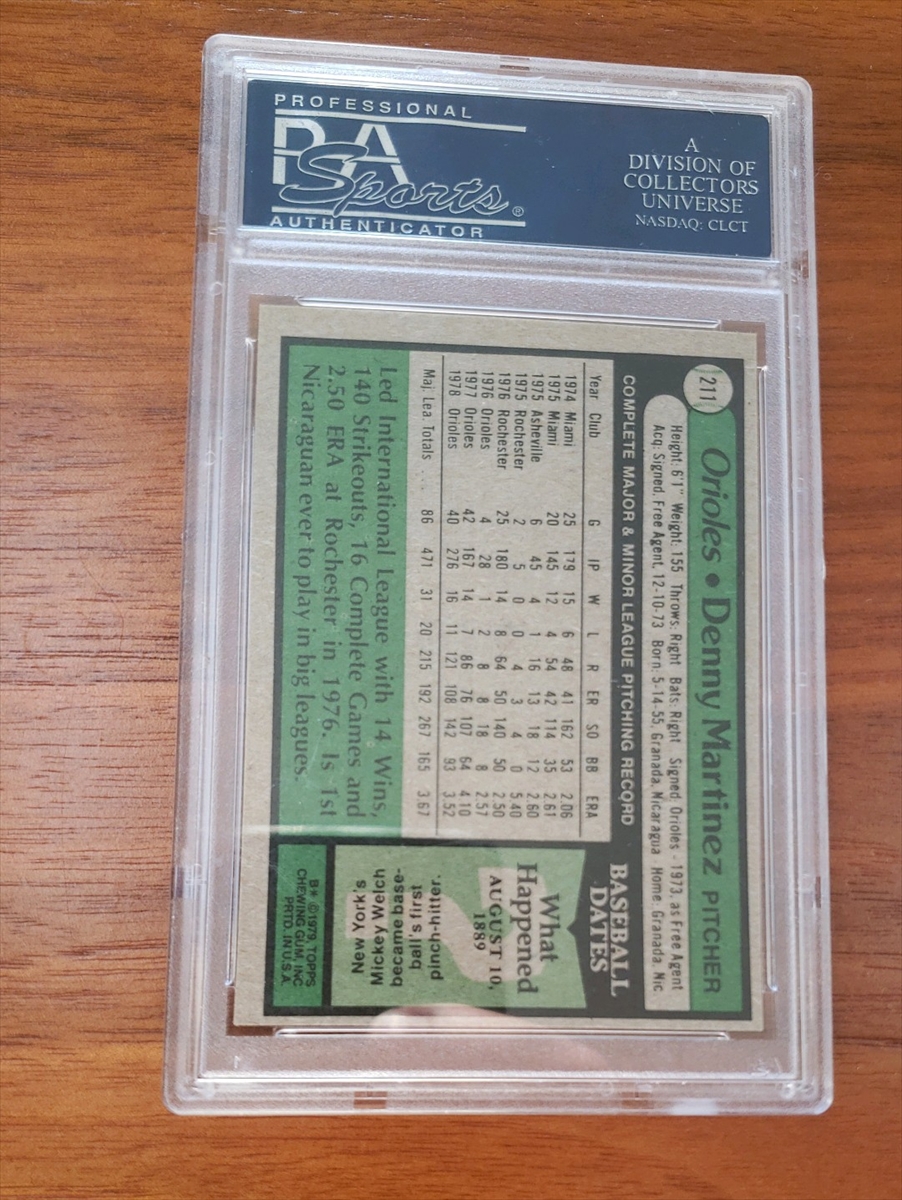 PROFESSIONAL
PSA
Sports®
AUTHENTICATOR
A
DIVISION OF
COLLECTORS
UNIVERSE
NASDAQ: CLCT
211
Orioles • Denny Martinez PITCHER
Height: 6'1" Weight: 155 Throws: Right Bats: Right Signed, Orioles - 1973, as Free Agent
Acq: Signed, Free Agent, 12-10-73 Born: 5-14-55, Granada, Nicaragua Home: Granada, Nic.
COMPLETE MAJOR & MINOR LEAGUE PITCHING RECORD
Year Club G IP W L R ER SO BB ERA
1974 Miami 25 179 15 6 48 41 162 53 2.06
1975 Miami 20 145 12 4 54 42 114 35 2.61
1975 Asheville 6 45 4 1 16 13 18 12 2.60
1975 Rochester 2 5 0 0 4 3 4 0 5.40
1976 Rochester 25 180 14 8 64 50 140 50 2.50
1976 Orioles 4 28 1 2 8 8 18 8 2.57
1977 Orioles 42 167 14 7 86 76 107 64 4.10
1978 Orioles 40 276 16 11 121 108 142 93 3.52
Maj. Lea. Totals . . . 86 471 31 20 215 192 267 165 3.67
Led International League with 14 Wins,
140 Strikeouts, 16 Complete Games and
2.50 ERA at Rochester in 1976. Is 1st
Nicaraguan ever to play in big leagues.
BASEBALL
DATES
What
Happened
AUGUST 10,
1889
New York's
Mickey Welch
became base-
ball's first
pinch-hitter.
B* ©1979, TOPPS
CHEWING GUM, INC.
PRTD. IN U.S.A.